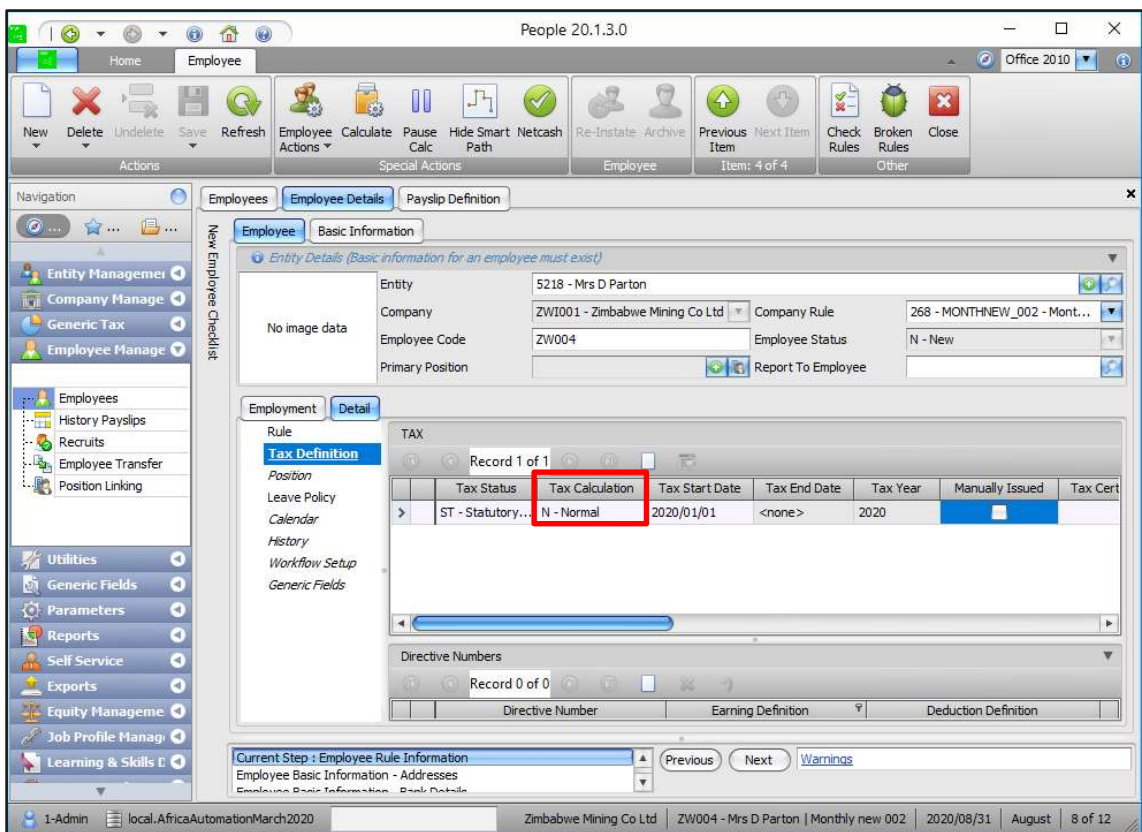 People 20.1.3.0
Home Employee Office 2010
New Delete Undelete Save Refresh Employee Actions Calculate Pause Calc Hide Smart Path Netcash Re-Instate Archive Previous Item Next Item Check Rules Broken Rules Close
Actions Special Actions Employee Item: 4 of 4 Other
Navigation
Employees Employee Details Payslip Definition
New Employee Checklist
Employee Basic Information
Entity Details (Basic information for an employee must exist)
No image data
Entity 5218 - Mrs D Parton
Company ZWI001 - Zimbabwe Mining Co Ltd Company Rule 268 - MONTHNEW_002 - Mont...
Employee Code ZW004 Employee Status N - New
Primary Position Report To Employee
Entity Managemen
Company Manage
Generic Tax
Employee Manage
Employees
History Payslips
Recruits
Employee Transfer
Position Linking
Utilities
Generic Fields
Parameters
Reports
Self Service
Exports
Equity Manageme
Job Profile Manag
Learning & Skills D
Employment Detail
Rule
Tax Definition
Position
Leave Policy
Calendar
History
Workflow Setup
Generic Fields
TAX
Record 1 of 1
Tax Status Tax Calculation Tax Start Date Tax End Date Tax Year Manually Issued Tax Cert
ST - Statutory... N - Normal 2020/01/01 <none> 2020
Directive Numbers
Record 0 of 0
Directive Number Earning Definition Deduction Definition
Current Step : Employee Rule Information
Employee Basic Information - Addresses
Employee Basic Information - Bank Details
Previous Next Warnings
1-Admin local.AfricaAutomationMarch2020 Zimbabwe Mining Co Ltd ZW004 - Mrs D Parton | Monthly new 002 2020/08/31 August 8 of 12